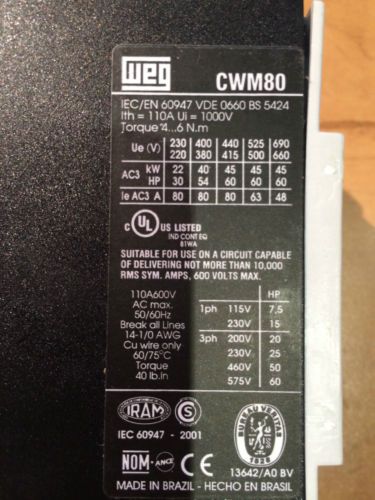 WEG CWM80
IEC/EN 60947 VDE 0660 BS 5424
Ith = 110A Ui = 1000V
Torque 4...6 N.m
Ue (V) 230 400 440 525 690
220 380 415 500 660
AC3 kW 22 40 45 45 45
HP 30 54 60 60 60
Ie AC3 A 80 80 80 63 48
C UL US LISTED
IND CONT EQ
81WA
SUITABLE FOR USE ON A CIRCUIT CAPABLE
OF DELIVERING NOT MORE THAN 10,000
RMS SYM. AMPS, 600 VOLTS MAX.
110A600V
AC max.
50/60Hz
Break all Lines
14-1/0 AWG
Cu wire only
60/75°C
Torque
40 lb.in
HP
1ph 115V 7,5
230V 15
3ph 200V 20
230V 25
460V 50
575V 60
IRAM S
IEC 60947 - 2001
BUREAU VERITAS
1828
NOM-ANCE CE
13642/A0 BV
MADE IN BRAZIL - HECHO EN BRASIL